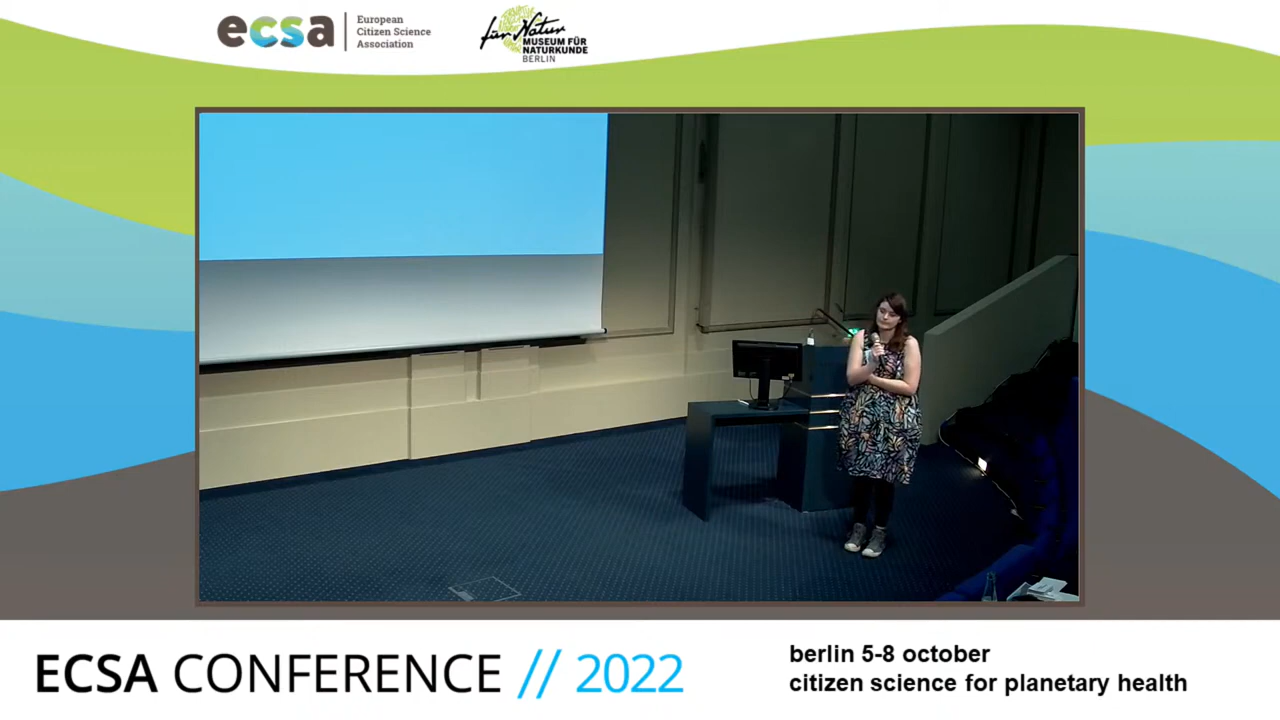 ecsa
European
Citizen Science
Association
für Natur
MUSEUM FÜR
NATURKUNDE
BERLIN
ECSA CONFERENCE // 2022
berlin 5-8 october
citizen science for planetary health